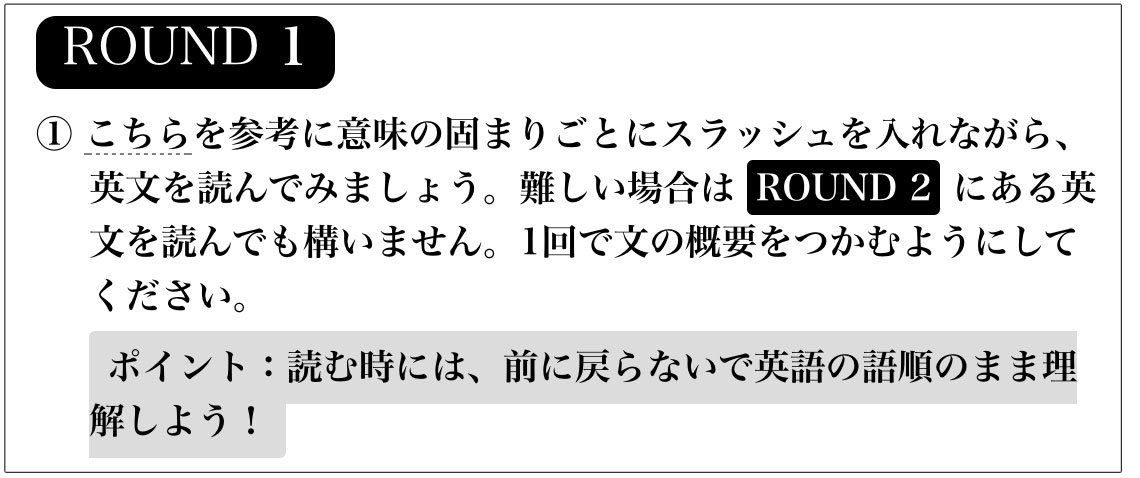 ROUND 1
① こちらを参考に意味の固まりごとにスラッシュを入れながら、
英文を読んでみましょう。難しい場合は ROUND 2 にある英
文を読んでも構いません。1回で文の概要をつかむようにして
ください。
ポイント：読む時には、前に戻らないで英語の語順のまま理
解しよう！